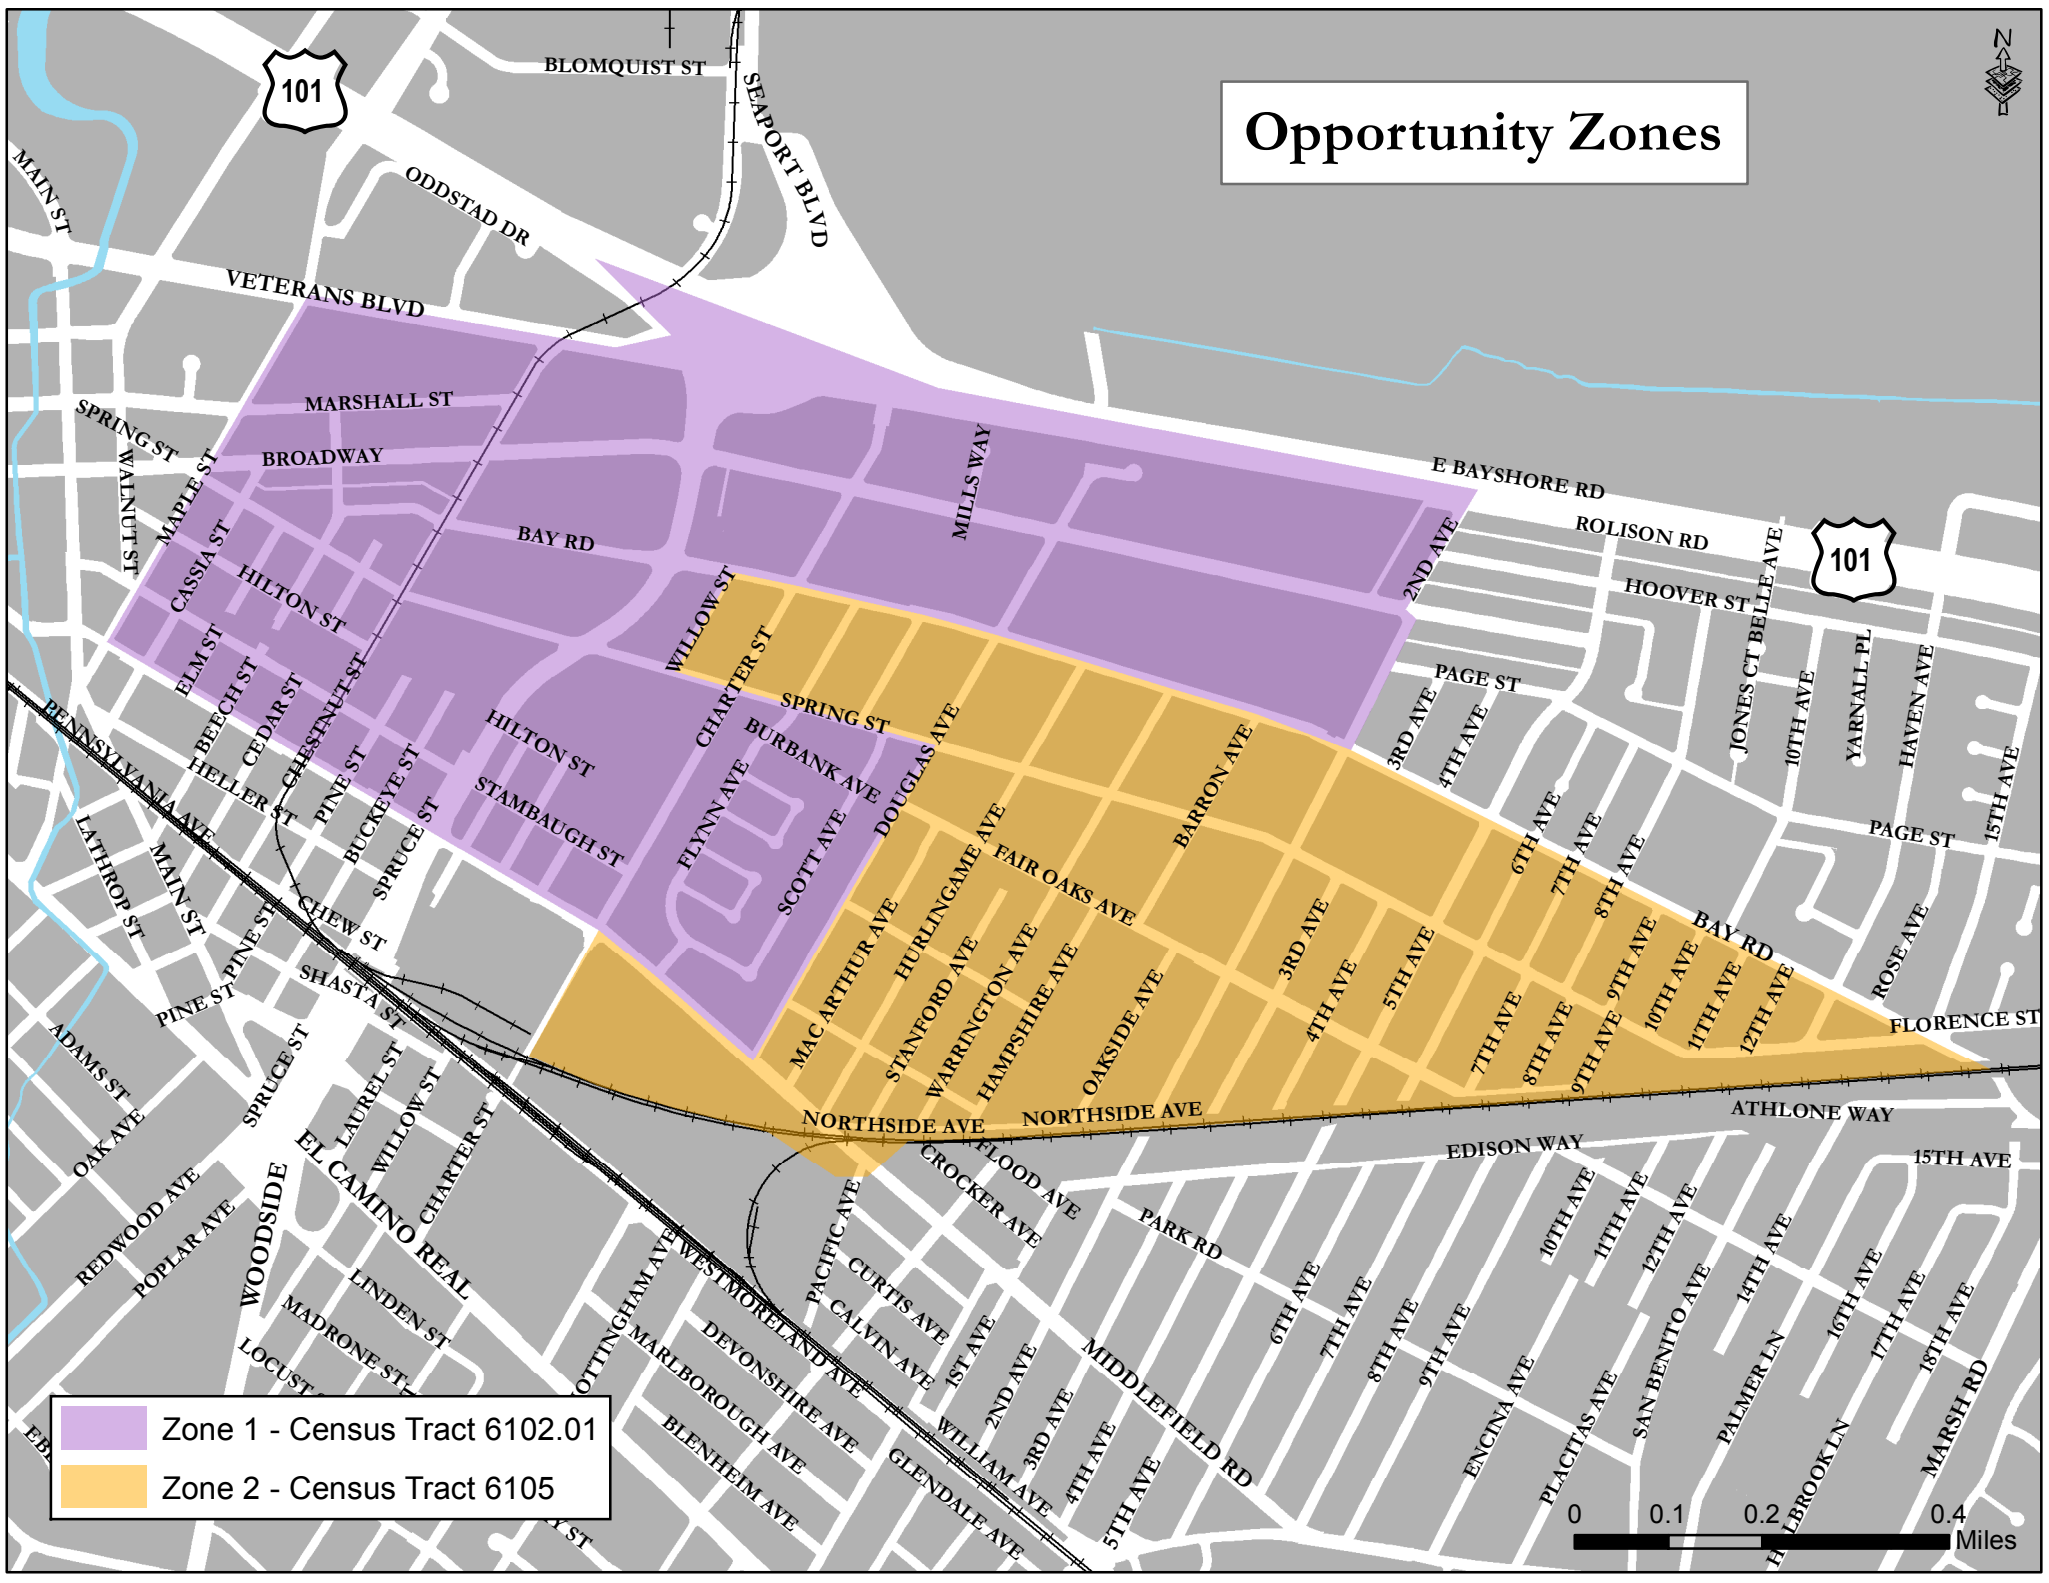 BLOMQUIST ST
101
SEAPORT BLVD
N
Opportunity Zones
MAIN ST
ODDSTAD DR
VETERANS BLVD
MARSHALL ST
SPRING ST
BROADWAY
WALNUT ST
MAPLE ST
MILLS WAY
E BAYSHORE RD
ROLISON RD
101
BAY RD
CASSIA ST
HILTON ST
WILLOW ST
2ND AVE
HOOVER ST
JONES CT
BELLE AVE
ELM ST
BEECH ST
CEDAR ST
CHESTNUT ST
CHARTER ST
PAGE ST
3RD AVE
4TH AVE
10TH AVE
YARNALL PL
HAVEN AVE
15TH AVE
PENNSYLVANIA AVE
HELLER ST
PINE ST
BUCKEYE ST
SPRUCE ST
HILTON ST
STAMBAUGH ST
SPRING ST
BURBANK AVE
FLYNN AVE
SCOTT AVE
DOUGLAS AVE
BARRON AVE
6TH AVE
7TH AVE
8TH AVE
PAGE ST
LATHROP ST
MAIN ST
PINE ST
CHEW ST
SHASTA ST
PINE ST
MAC ARTHUR AVE
HURLINGAME AVE
FAIR OAKS AVE
STANFORD AVE
WARRINGTON AVE
HAMPSHIRE AVE
OAKSIDE AVE
3RD AVE
4TH AVE
5TH AVE
7TH AVE
8TH AVE
9TH AVE
9TH AVE
10TH AVE
11TH AVE
12TH AVE
BAY RD
ROSE AVE
FLORENCE ST
ADAMS ST
OAK AVE
SPRUCE ST
LAUREL ST
WILLOW ST
CHARTER ST
NORTHSIDE AVE
NORTHSIDE AVE
ATHLONE WAY
EDISON WAY
15TH AVE
REDWOOD AVE
POPLAR AVE
WOODSIDE
EL CAMINO REAL
CROCKER AVE
FLOOD AVE
PARK RD
PACIFIC AVE
CURTIS AVE
CALVIN AVE
LINDEN ST
MADRONE ST
LOCUST
WESTMORELAND AVE
MARLBOROUGH AVE
DEVONSHIRE AVE
BLENHEIM AVE
GLENDALE AVE
WILLIAM AVE
1ST AVE
2ND AVE
3RD AVE
4TH AVE
5TH AVE
MIDDLEFIELD RD
6TH AVE
7TH AVE
8TH AVE
9TH AVE
10TH AVE
11TH AVE
12TH AVE
14TH AVE
16TH AVE
17TH AVE
18TH AVE
ENCINA AVE
PLACITAS AVE
SAN BENITO AVE
PALMER LN
MARSH RD
Zone 1 - Census Tract 6102.01
Zone 2 - Census Tract 6105
0 0.1 0.2 0.4
Miles